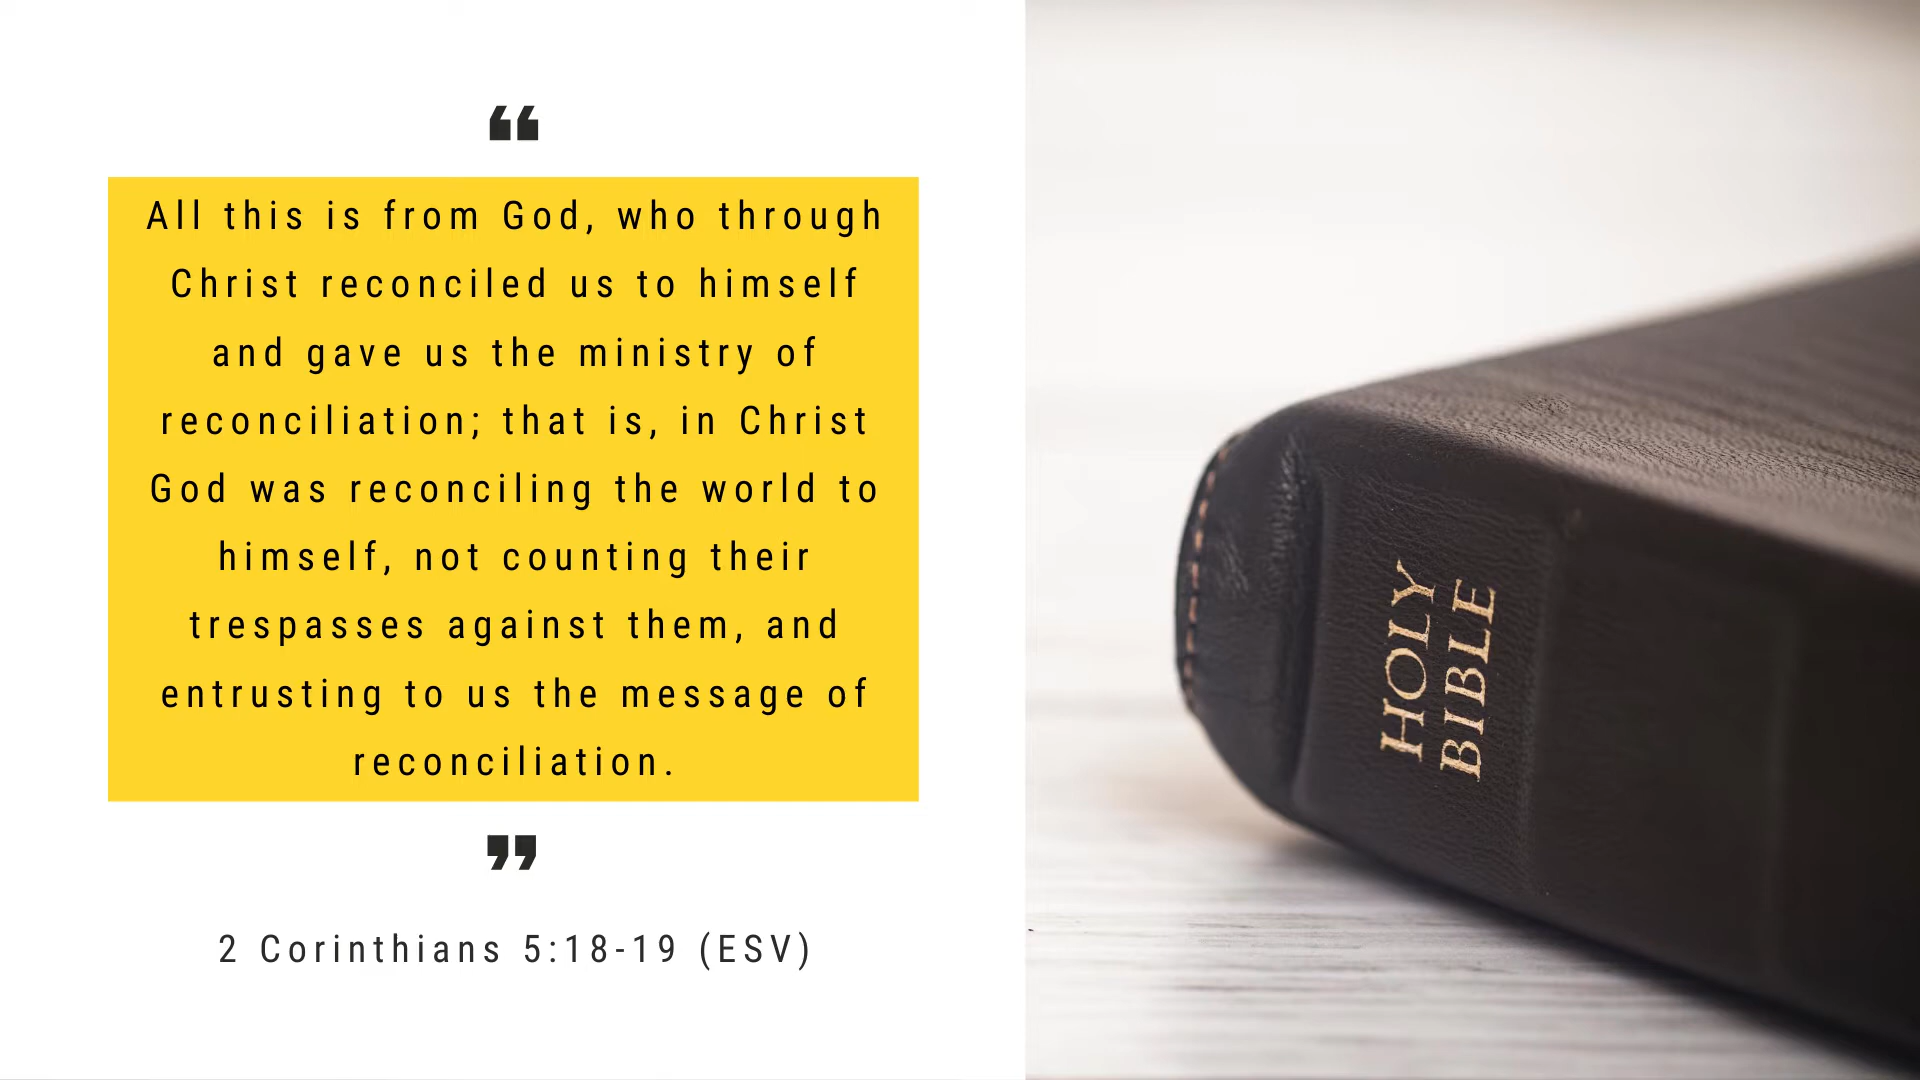 ❝
All this is from God, who through
Christ reconciled us to himself
and gave us the ministry of
reconciliation; that is, in Christ
God was reconciling the world to
himself, not counting their
trespasses against them, and
entrusting to us the message of
reconciliation.
❞
2 Corinthians 5:18-19 (ESV)
HOLY
BIBLE